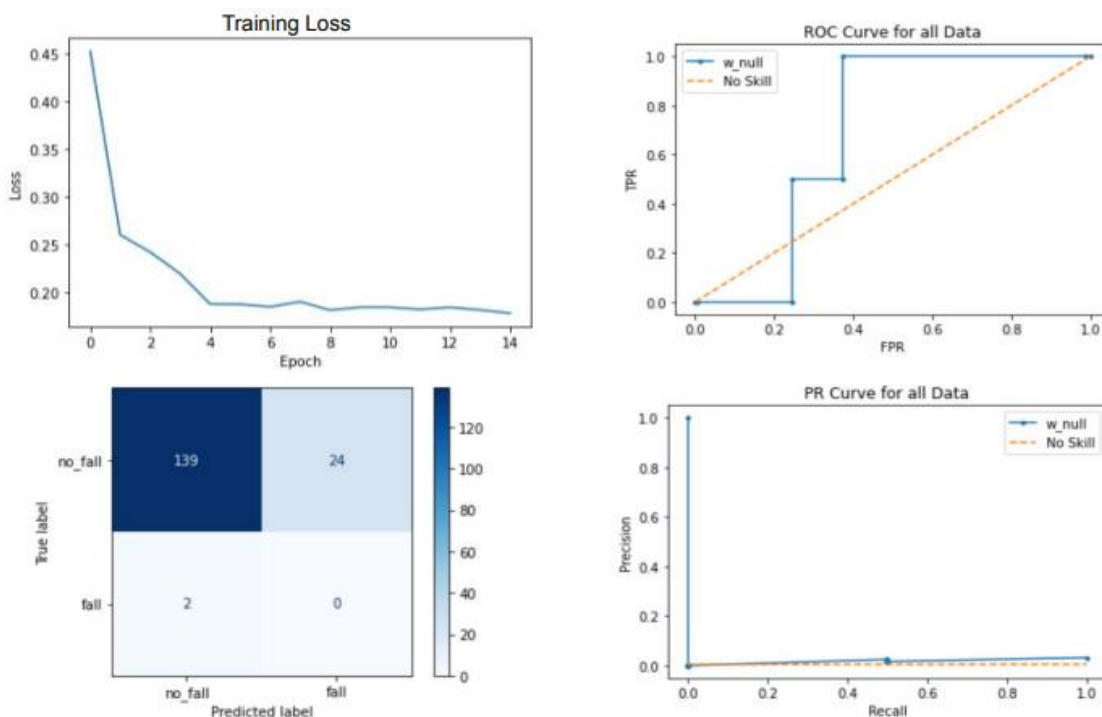 Training Loss
0.45
0.40
0.35
0.30
0.25
0.20
Loss
0 2 4 6 8 10 12 14
Epoch
ROC Curve for all Data
w_null
No Skill
1.0
0.8
0.6
0.4
0.2
0.0
TPR
0.0 0.2 0.4 0.6 0.8 1.0
FPR
no_fall
fall
True label
139 24
2 0
no_fall fall
Predicted label
120
100
80
60
40
20
0
PR Curve for all Data
w_null
No Skill
1.0
0.8
0.6
0.4
0.2
0.0
Precision
0.0 0.2 0.4 0.6 0.8 1.0
Recall